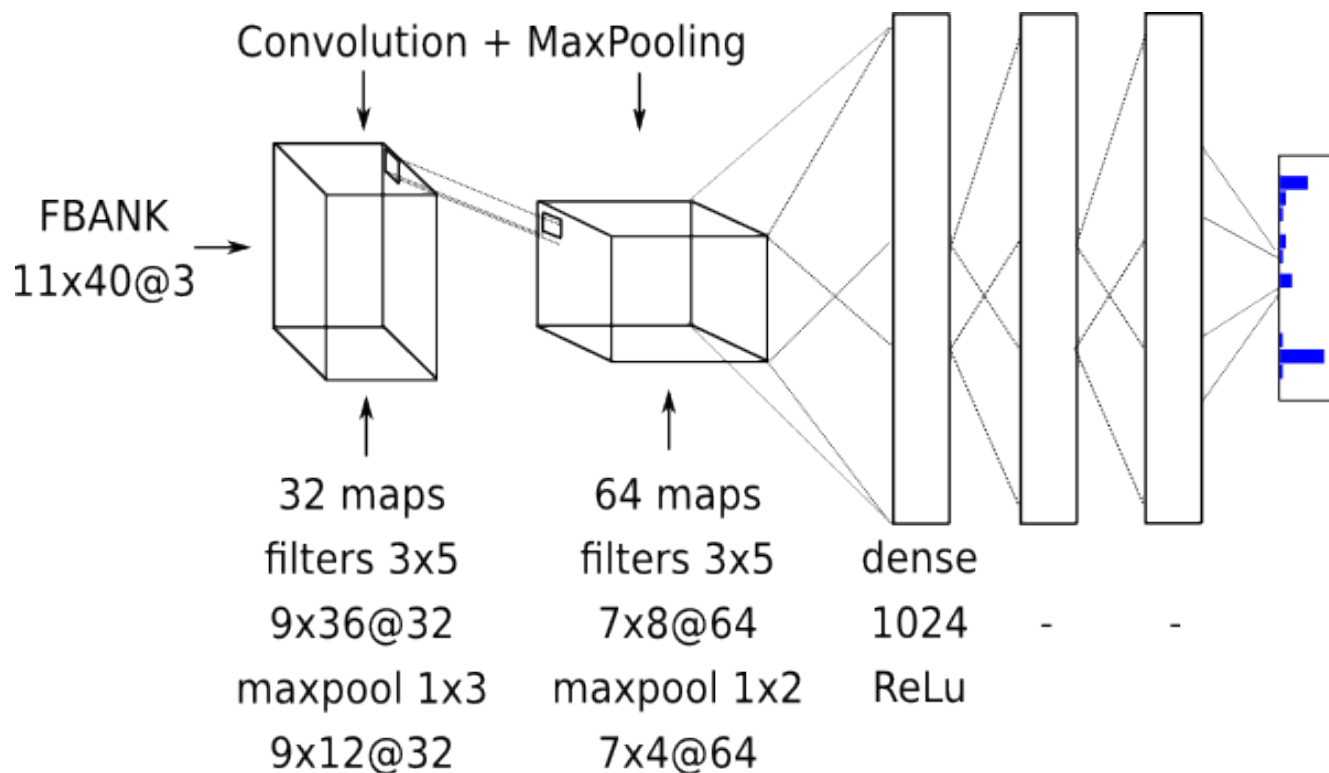 Convolution + MaxPooling
FBANK
11x40@3
32 maps
filters 3x5
9x36@32
maxpool 1x3
9x12@32
64 maps
filters 3x5
7x8@64
maxpool 1x2
7x4@64
dense
1024 - -
ReLu